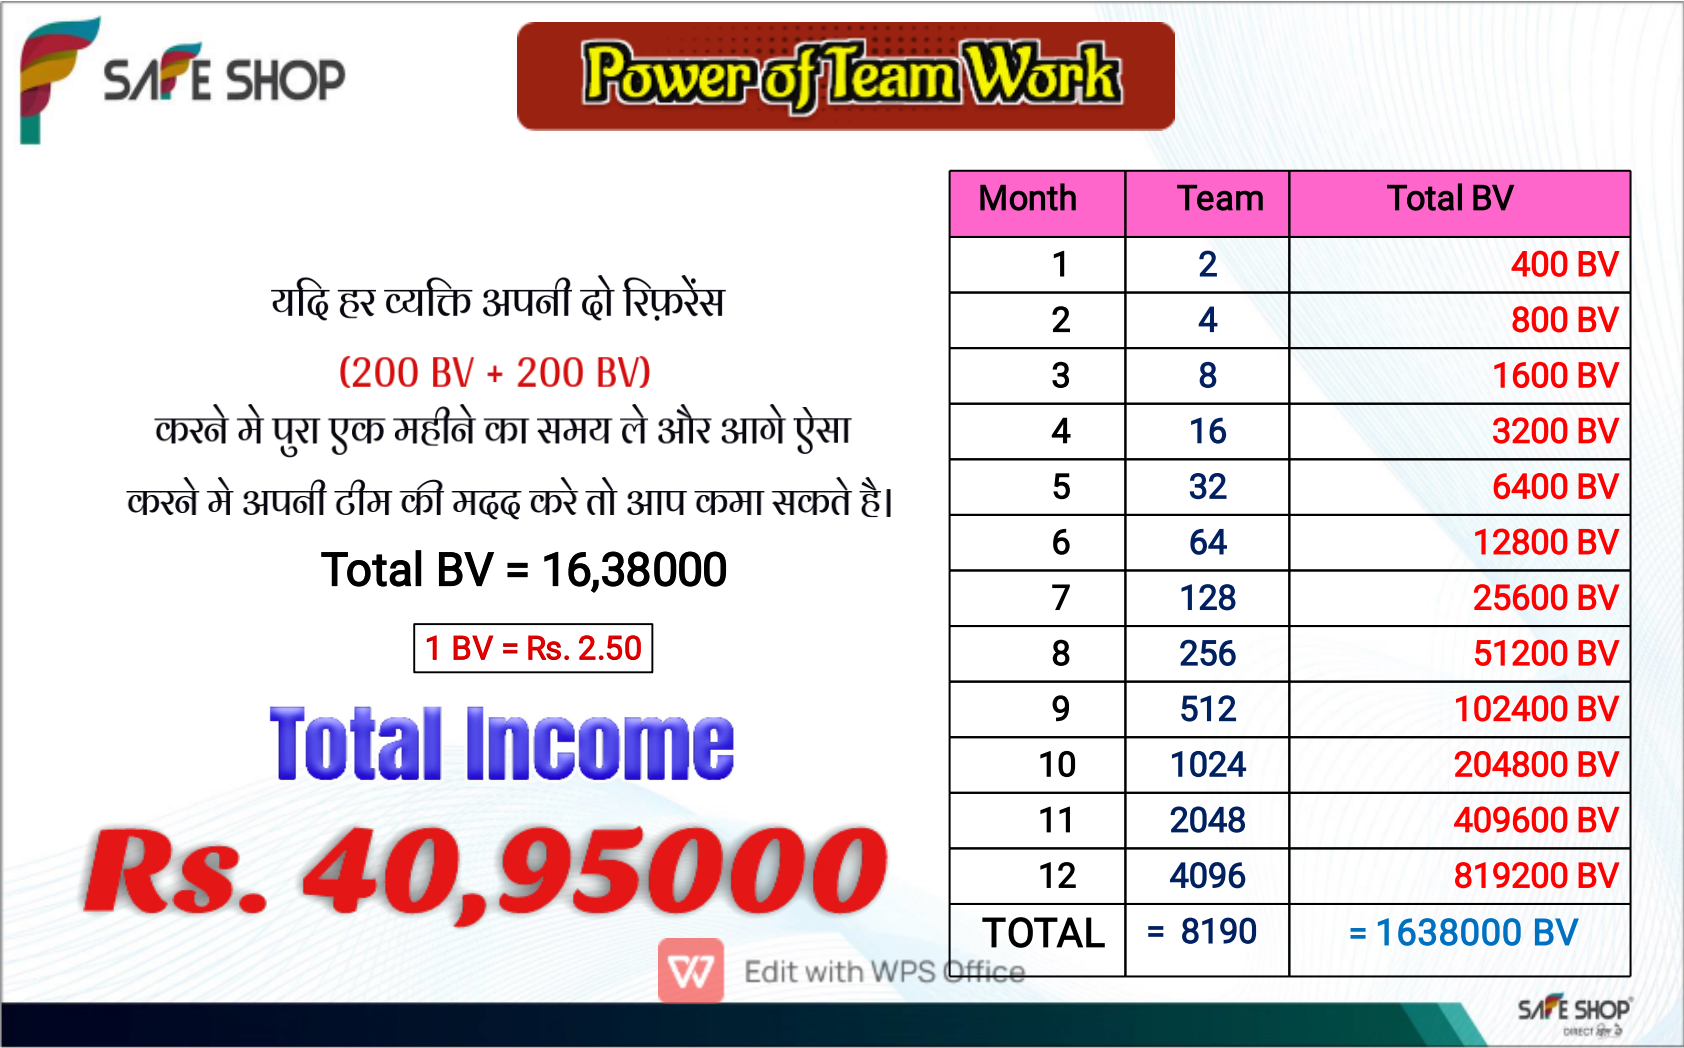 SAFE SHOP
Power of Team Work
यदि हर व्यक्ति अपनी दो रिफ़रेंस
(200 BV + 200 BV)
करने मे पुरा एक महीने का समय ले और आगे ऐसा
करने मे अपनी टीम की मदद करे तो आप कमा सकते है।
Total BV = 16,38000
1 BV = Rs. 2.50
Total Income
Rs. 40,95000
Month Team Total BV
1 2 400 BV
2 4 800 BV
3 8 1600 BV
4 16 3200 BV
5 32 6400 BV
6 64 12800 BV
7 128 25600 BV
8 256 51200 BV
9 512 102400 BV
10 1024 204800 BV
11 2048 409600 BV
12 4096 819200 BV
TOTAL = 8190 = 1638000 BV
Edit with WPS Office
SAFE SHOP
DIRECT दिल से